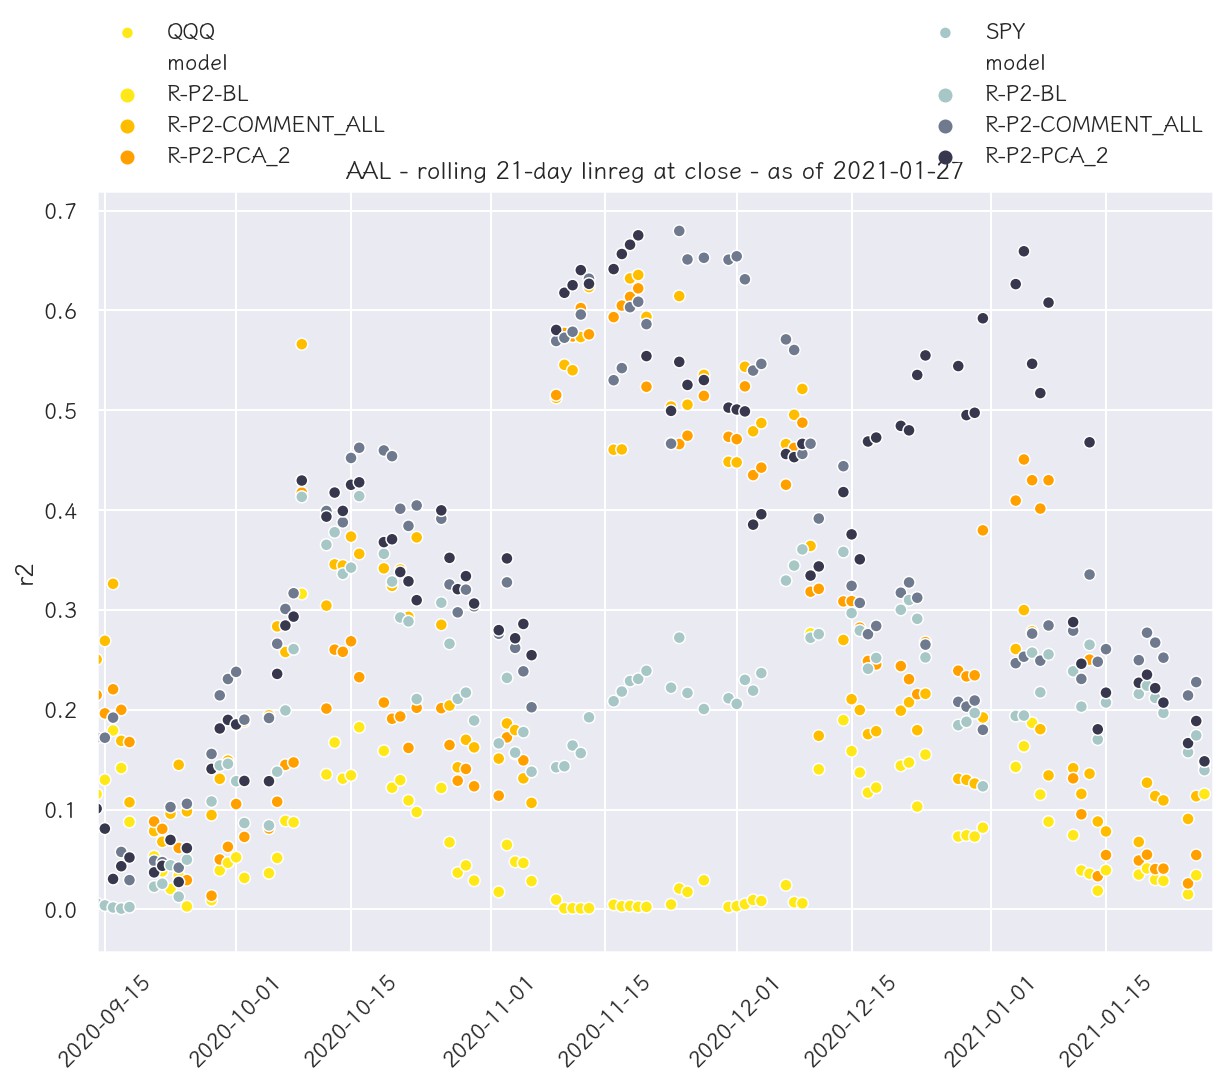 QQQ
model
R-P2-BL
R-P2-COMMENT_ALL
R-P2-PCA_2
SPY
model
R-P2-BL
R-P2-COMMENT_ALL
R-P2-PCA_2
AAL - rolling 21-day linreg at close - as of 2021-01-27
r2
0.7
0.6
0.5
0.4
0.3
0.2
0.1
0.0
2020-09-15
2020-10-01
2020-10-15
2020-11-01
2020-11-15
2020-12-01
2020-12-15
2021-01-01
2021-01-15